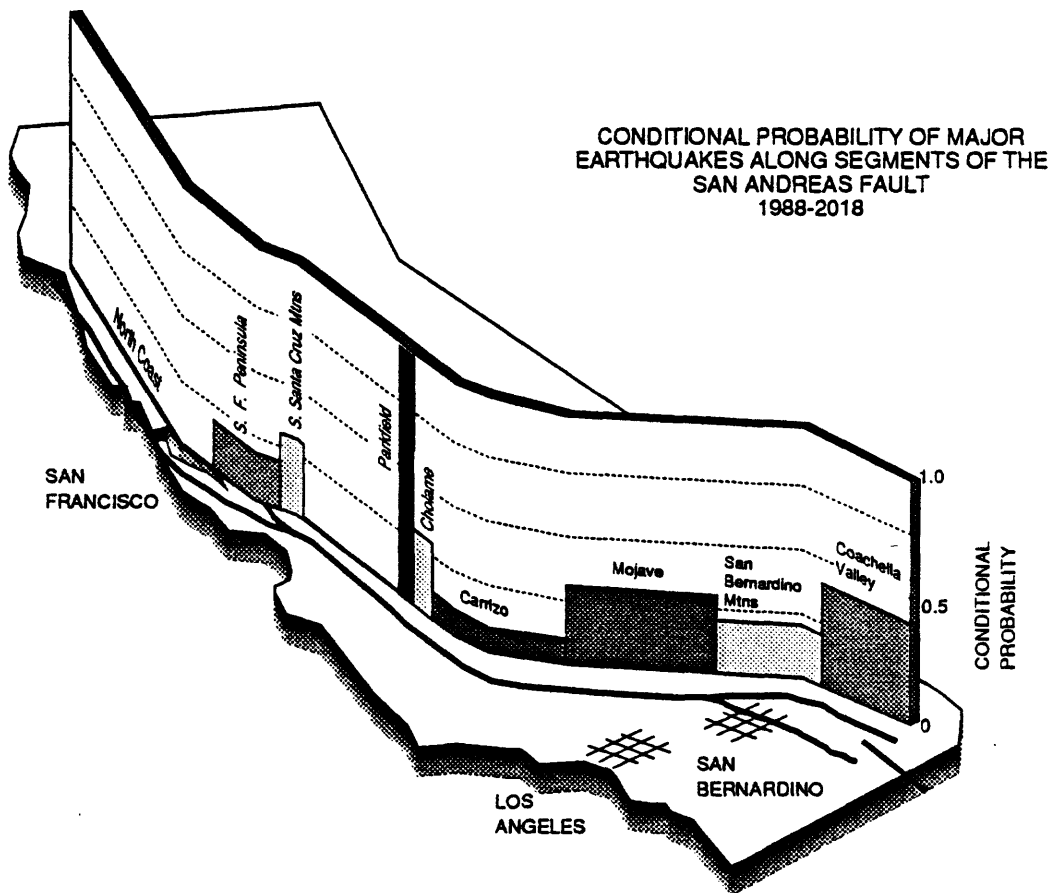 CONDITIONAL PROBABILITY OF MAJOR
EARTHQUAKES ALONG SEGMENTS OF THE
SAN ANDREAS FAULT
1988-2018
North Coast
S. F. Peninsula
S. Santa Cruz Mtns
Parkfield
Cholame
Carrizo
Mojave
San
Bernardino
Mtns
Coachella
Valley
1.0
0.5
0
CONDITIONAL
PROBABILITY
SAN
FRANCISCO
LOS
ANGELES
SAN
BERNARDINO